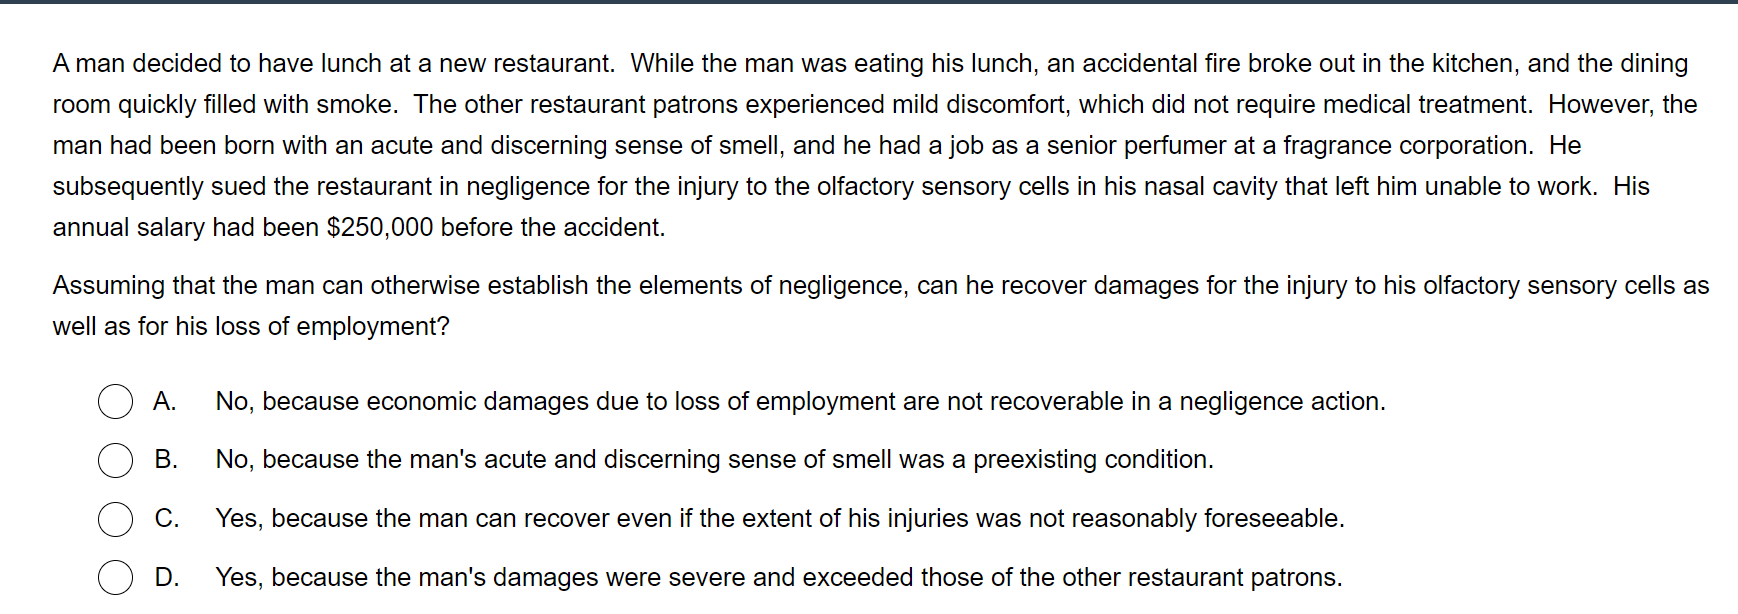 A man decided to have lunch at a new restaurant.  While the man was eating his lunch, an accidental fire broke out in the kitchen, and the dining
room quickly filled with smoke.  The other restaurant patrons experienced mild discomfort, which did not require medical treatment.  However, the
man had been born with an acute and discerning sense of smell, and he had a job as a senior perfumer at a fragrance corporation.  He
subsequently sued the restaurant in negligence for the injury to the olfactory sensory cells in his nasal cavity that left him unable to work.  His
annual salary had been $250,000 before the accident.
Assuming that the man can otherwise establish the elements of negligence, can he recover damages for the injury to his olfactory sensory cells as
well as for his loss of employment?
A. No, because economic damages due to loss of employment are not recoverable in a negligence action.
B. No, because the man's acute and discerning sense of smell was a preexisting condition.
C. Yes, because the man can recover even if the extent of his injuries was not reasonably foreseeable.
D. Yes, because the man's damages were severe and exceeded those of the other restaurant patrons.